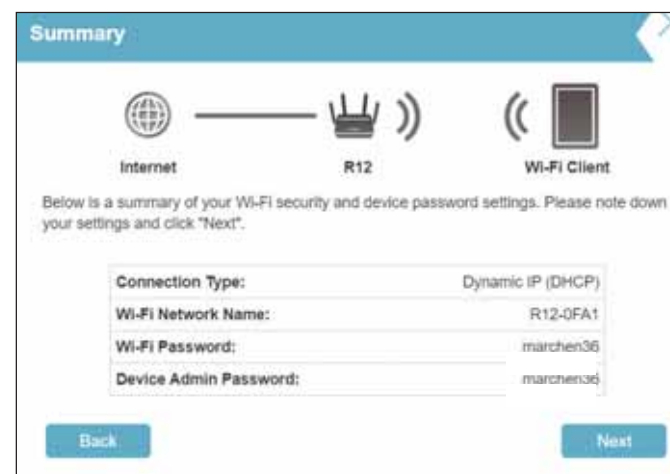 Summary
Internet R12 Wi-Fi Client
Below is a summary of your Wi-Fi security and device password settings. Please note down
your settings and click "Next".
Connection Type: Dynamic IP (DHCP)
Wi-Fi Network Name: R12-0FA1
Wi-Fi Password: marchen36
Device Admin Password: marchen36
Back Next